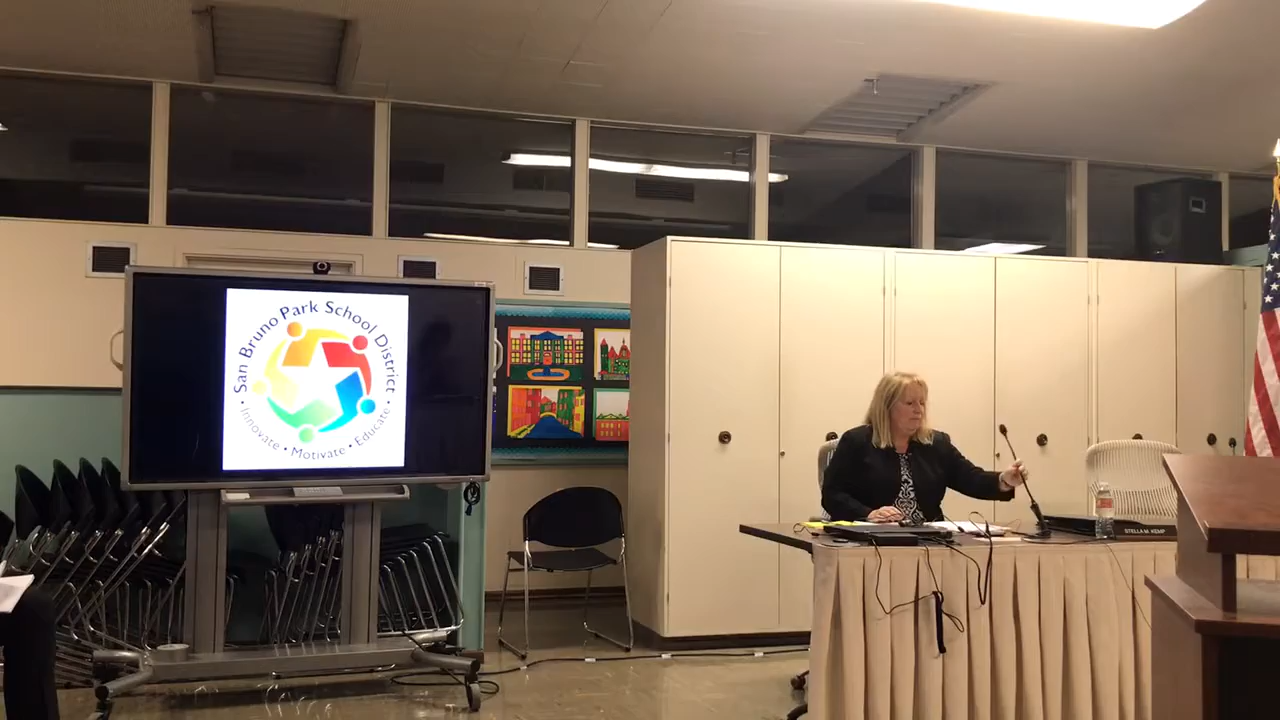 San Bruno Park School District
• Innovate • Motivate • Educate •
STELLA M. KEMP